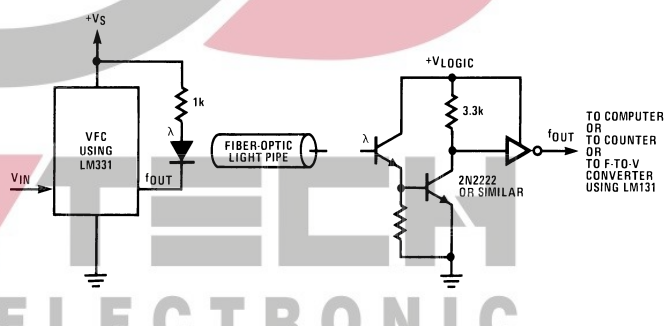 +VS
1k
λ
VFC
USING
LM331
VIN
fOUT
FIBER-OPTIC
LIGHT PIPE
+VLOGIC
3.3k
λ
2N2222
OR SIMILAR
fOUT
TO COMPUTER
OR
TO COUNTER
OR
TO F-TO-V
CONVERTER
USING LM131
TECH
ELECTRONIC